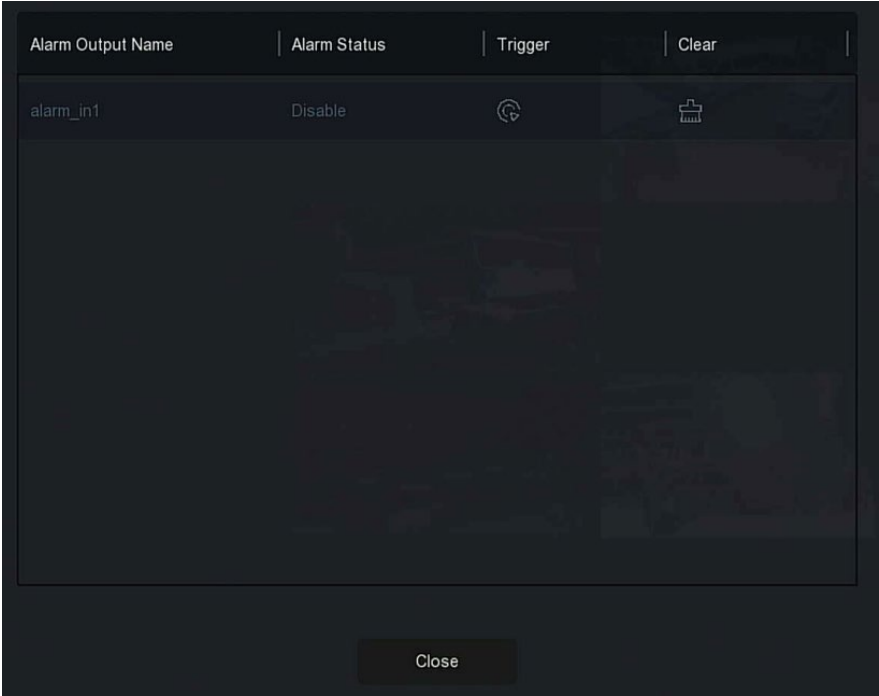 Alarm Output Name Alarm Status Trigger Clear
alarm_in1 Disable
Close